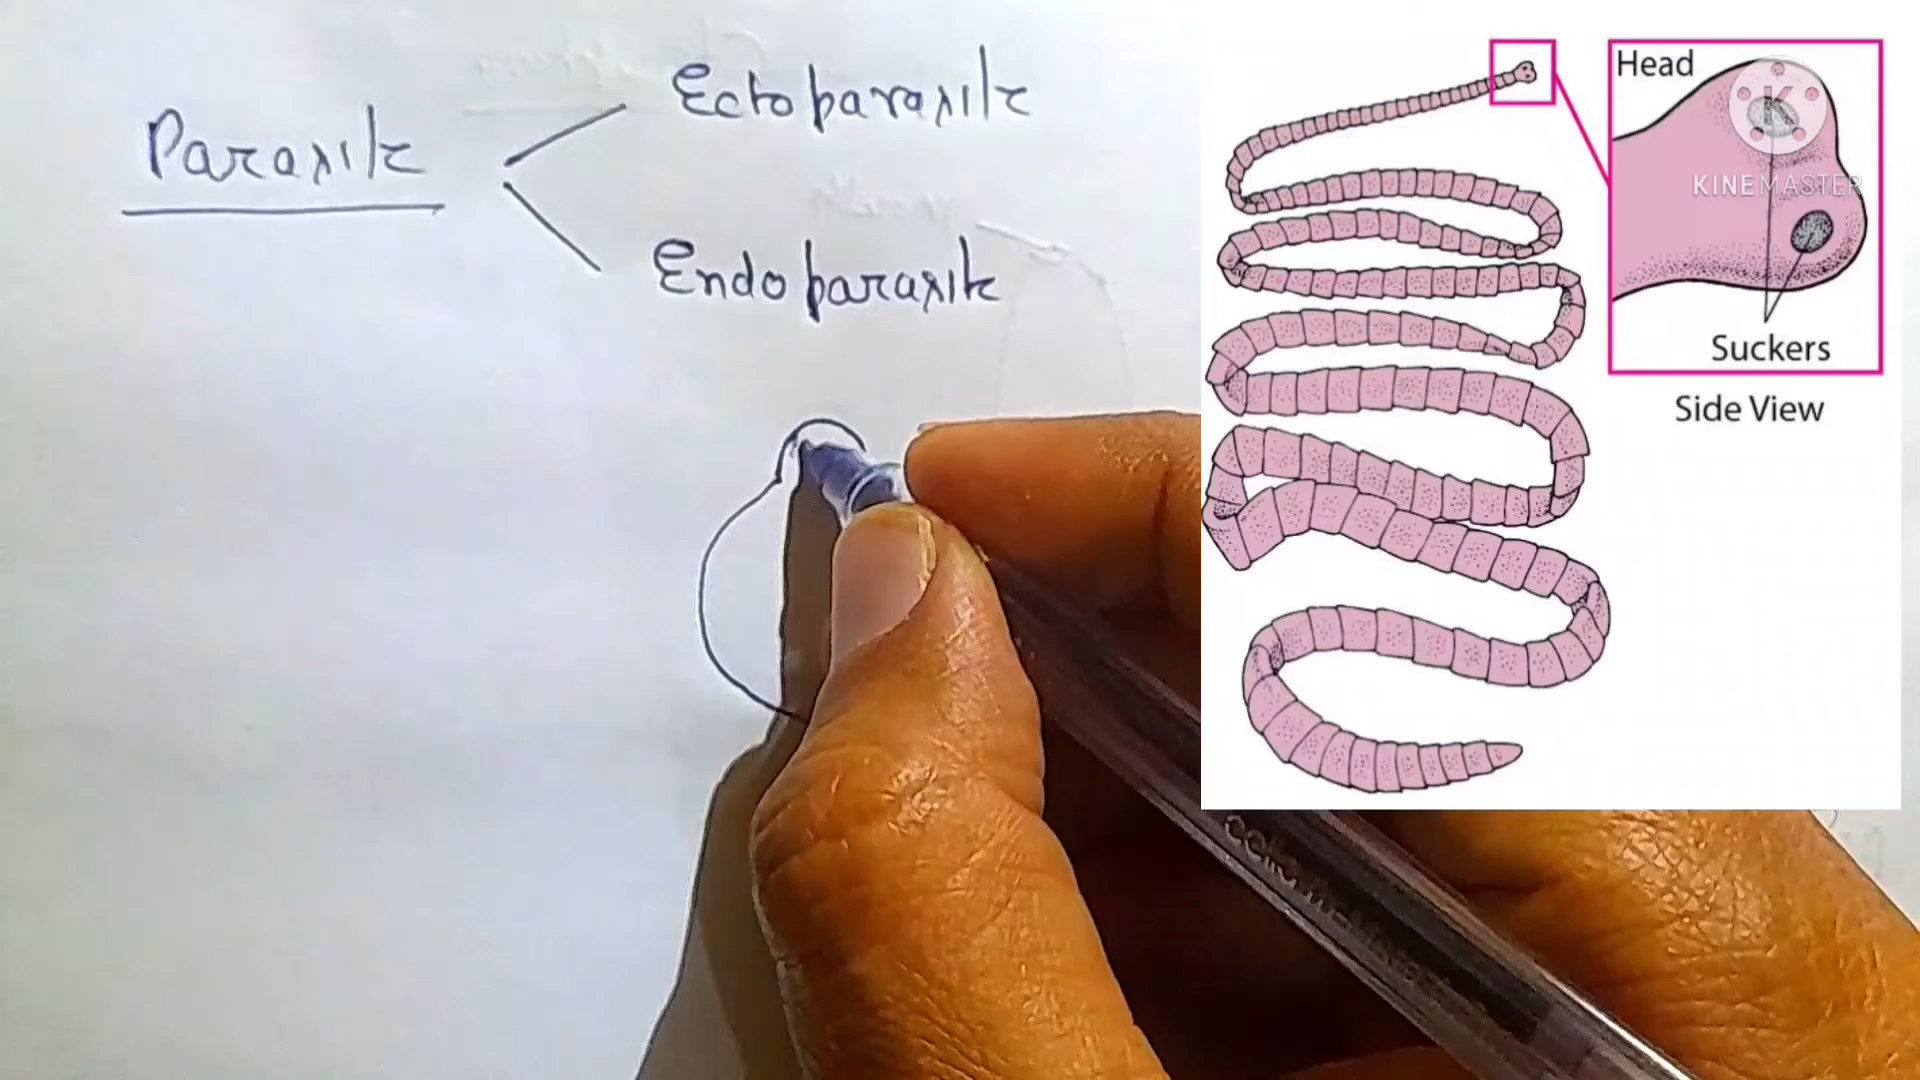 Parasite
Ectoparasite
Endoparasite
Head
K
KINEMASTER
Suckers
Side View